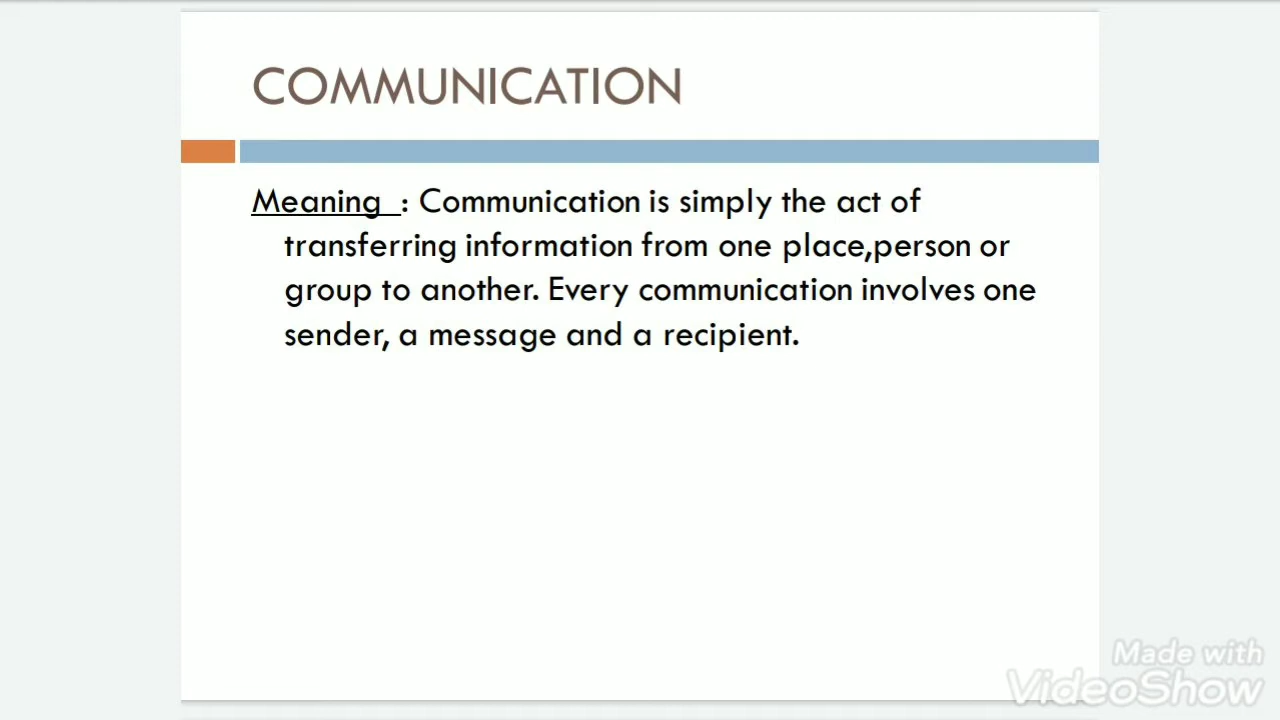 COMMUNICATION
Meaning : Communication is simply the act of
transferring information from one place,person or
group to another. Every communication involves one
sender, a message and a recipient.
Made with
VideoShow